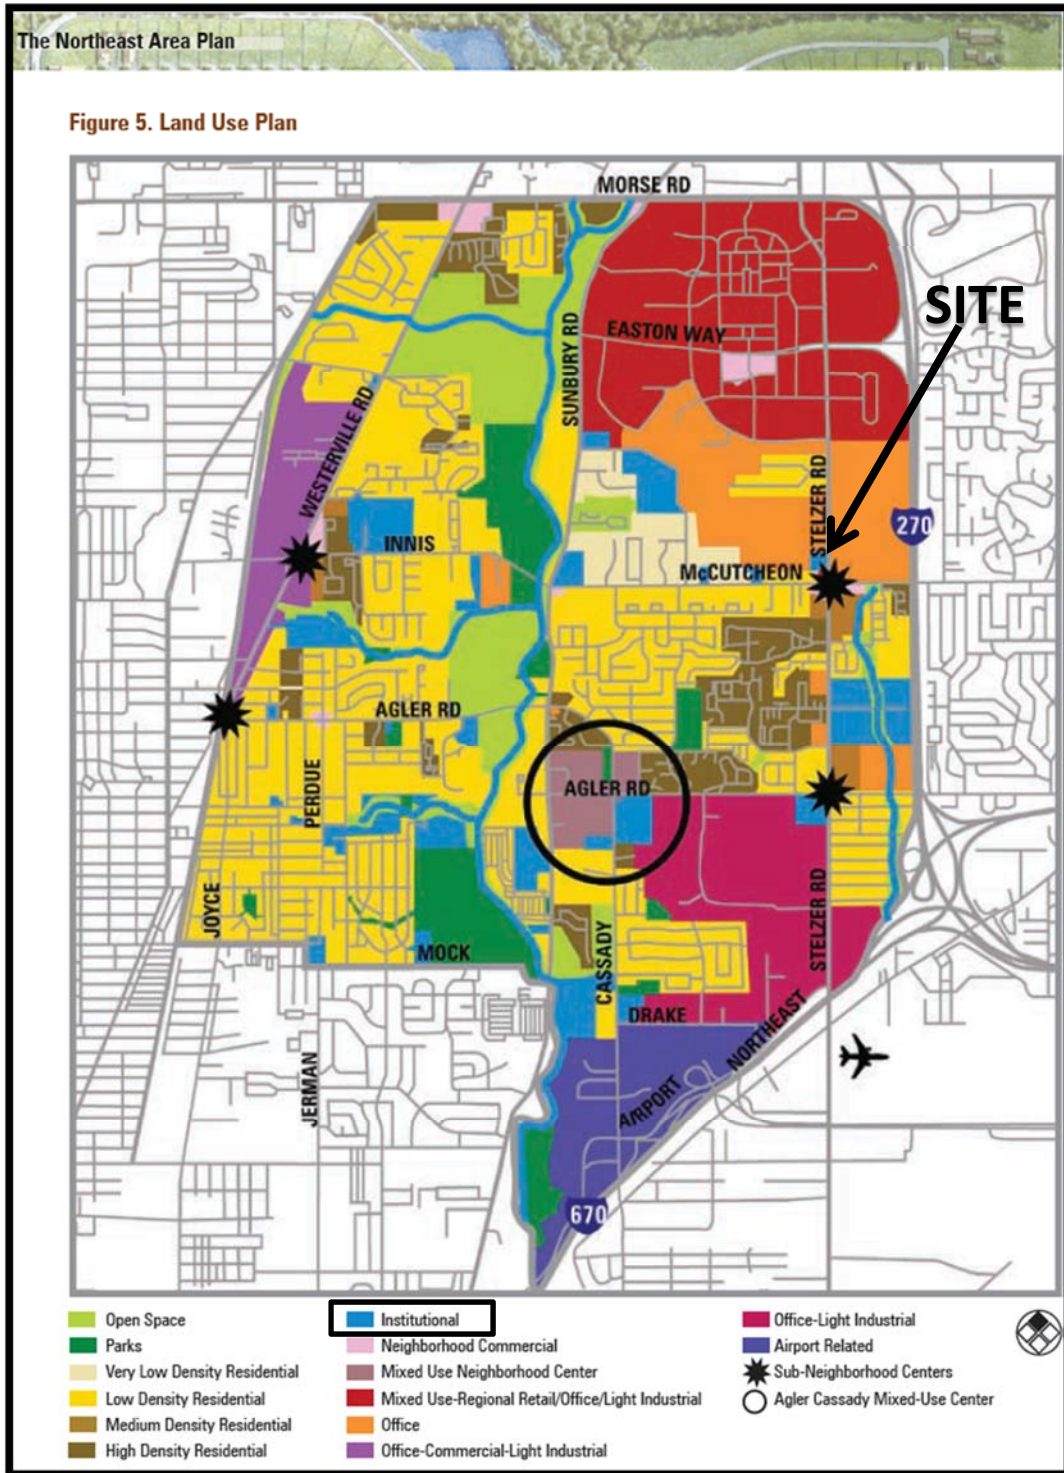 The Northeast Area Plan
Figure 5. Land Use Plan
MORSE RD
SITE
EASTON WAY
SUNBURY RD
WESTERVILLE RD
STELZER RD
270
INNIS
McCUTCHEON
AGLER RD
AGLER RD
PERDUE
JOYCE
STELZER RD
MOCK
CASSADY
DRAKE
NORTHEAST
AIRPORT
JERMAN
670
Open Space
Parks
Very Low Density Residential
Low Density Residential
Medium Density Residential
High Density Residential
Institutional
Neighborhood Commercial
Mixed Use Neighborhood Center
Mixed Use-Regional Retail/Office/Light Industrial
Office
Office-Commercial-Light Industrial
Office-Light Industrial
Airport Related
Sub-Neighborhood Centers
Agler Cassady Mixed-Use Center